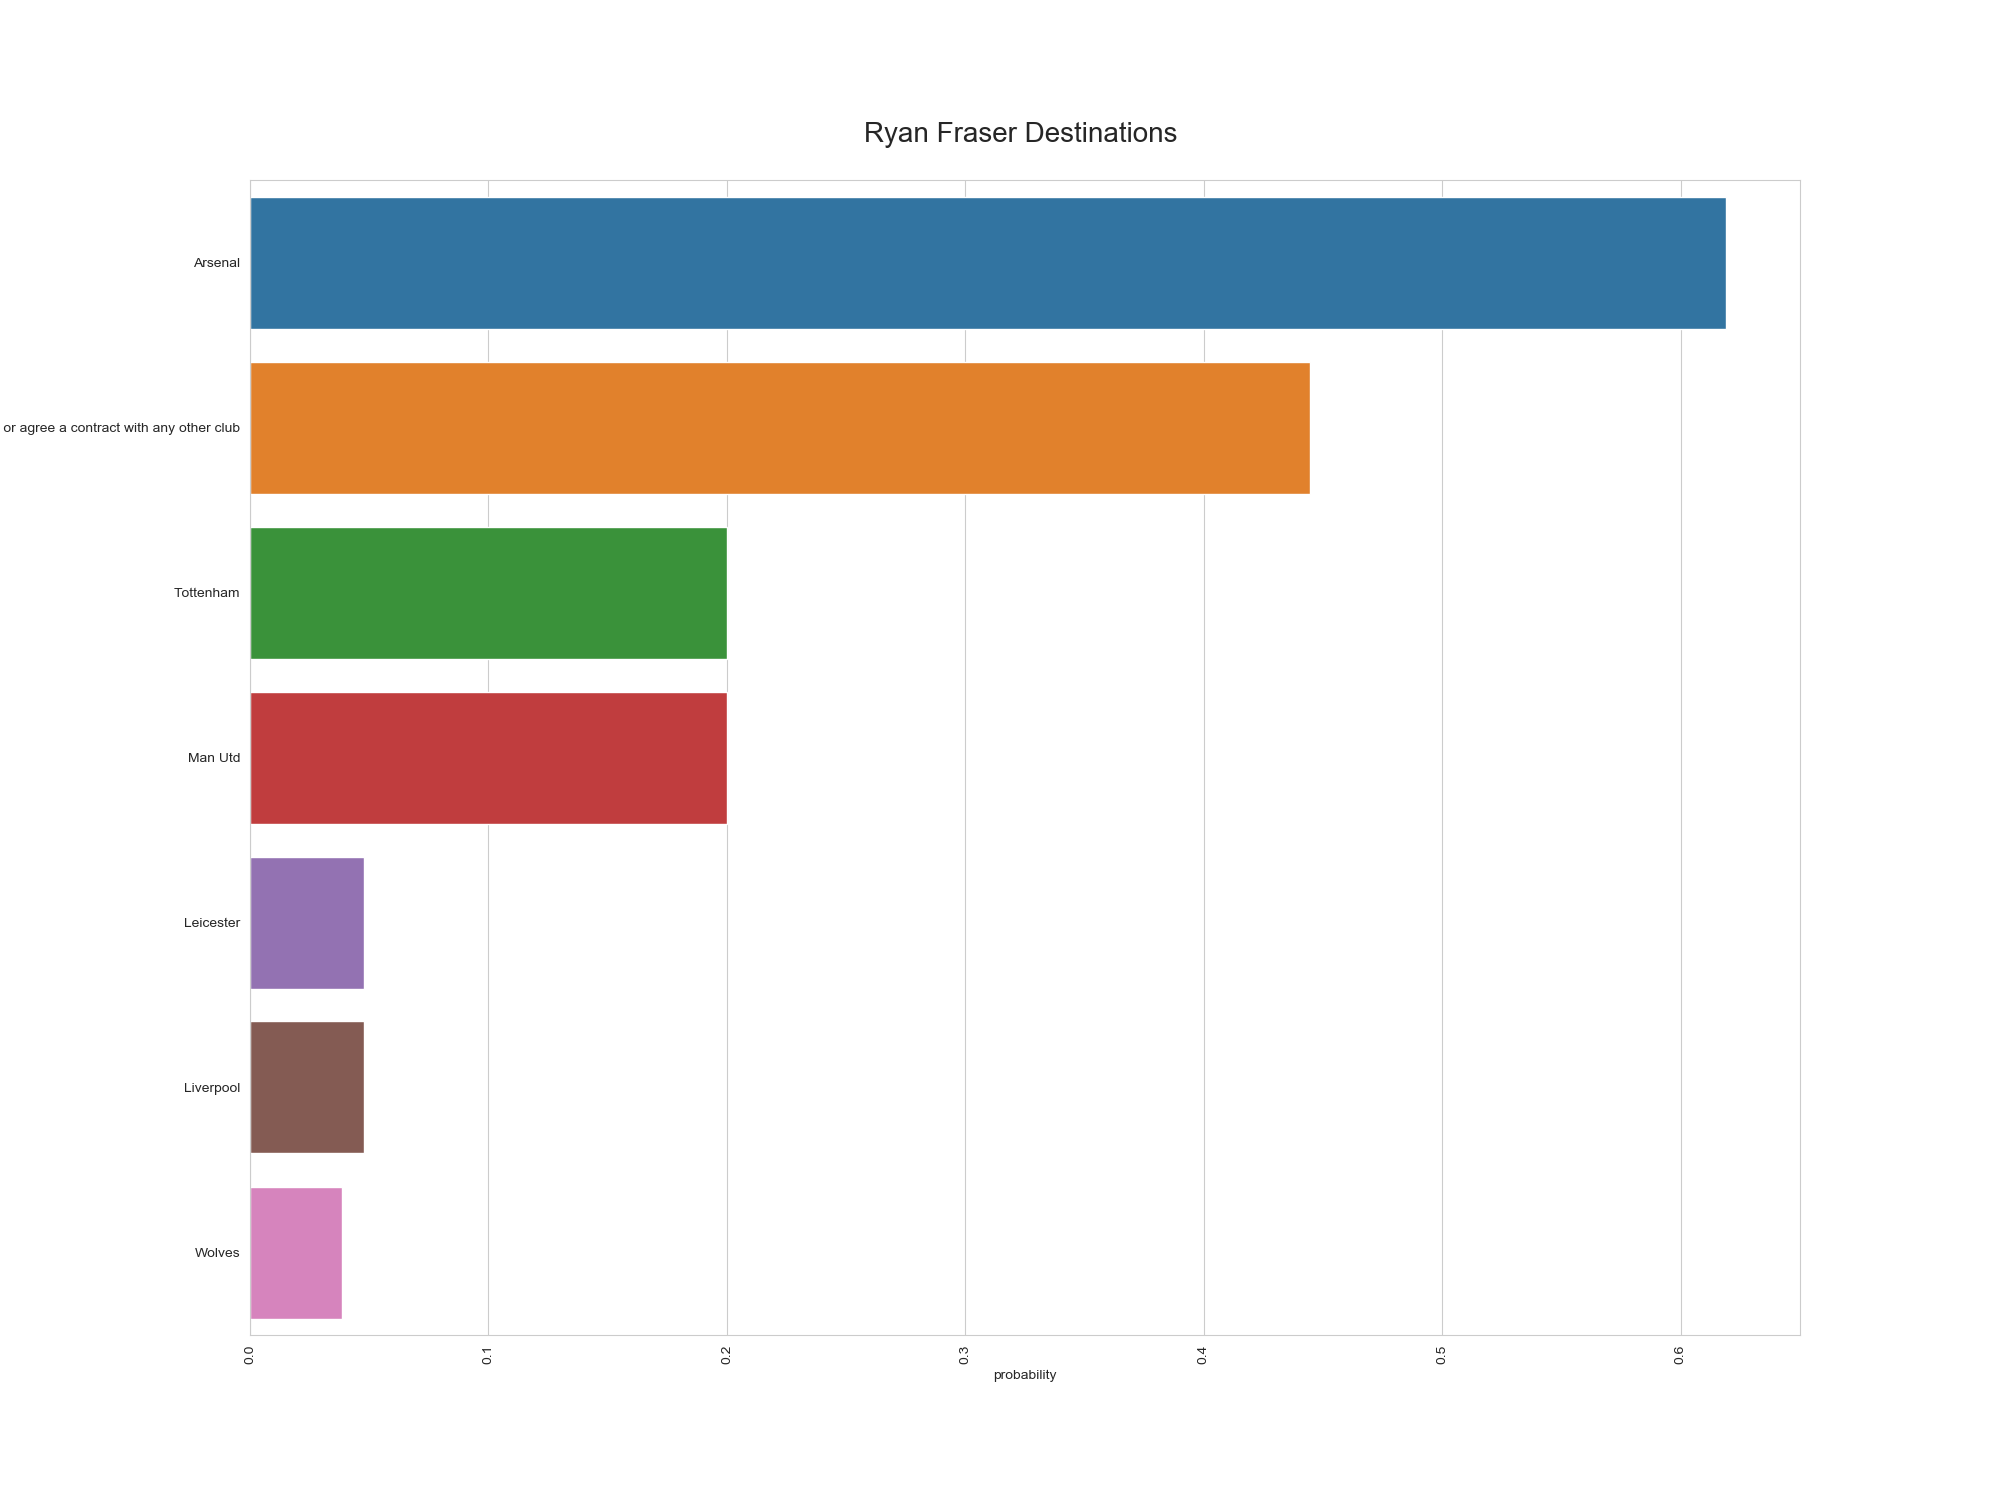 Ryan Fraser Destinations
Arsenal
or agree a contract with any other club
Tottenham
Man Utd
Leicester
Liverpool
Wolves
0.0 0.1 0.2 0.3 0.4 0.5 0.6
probability